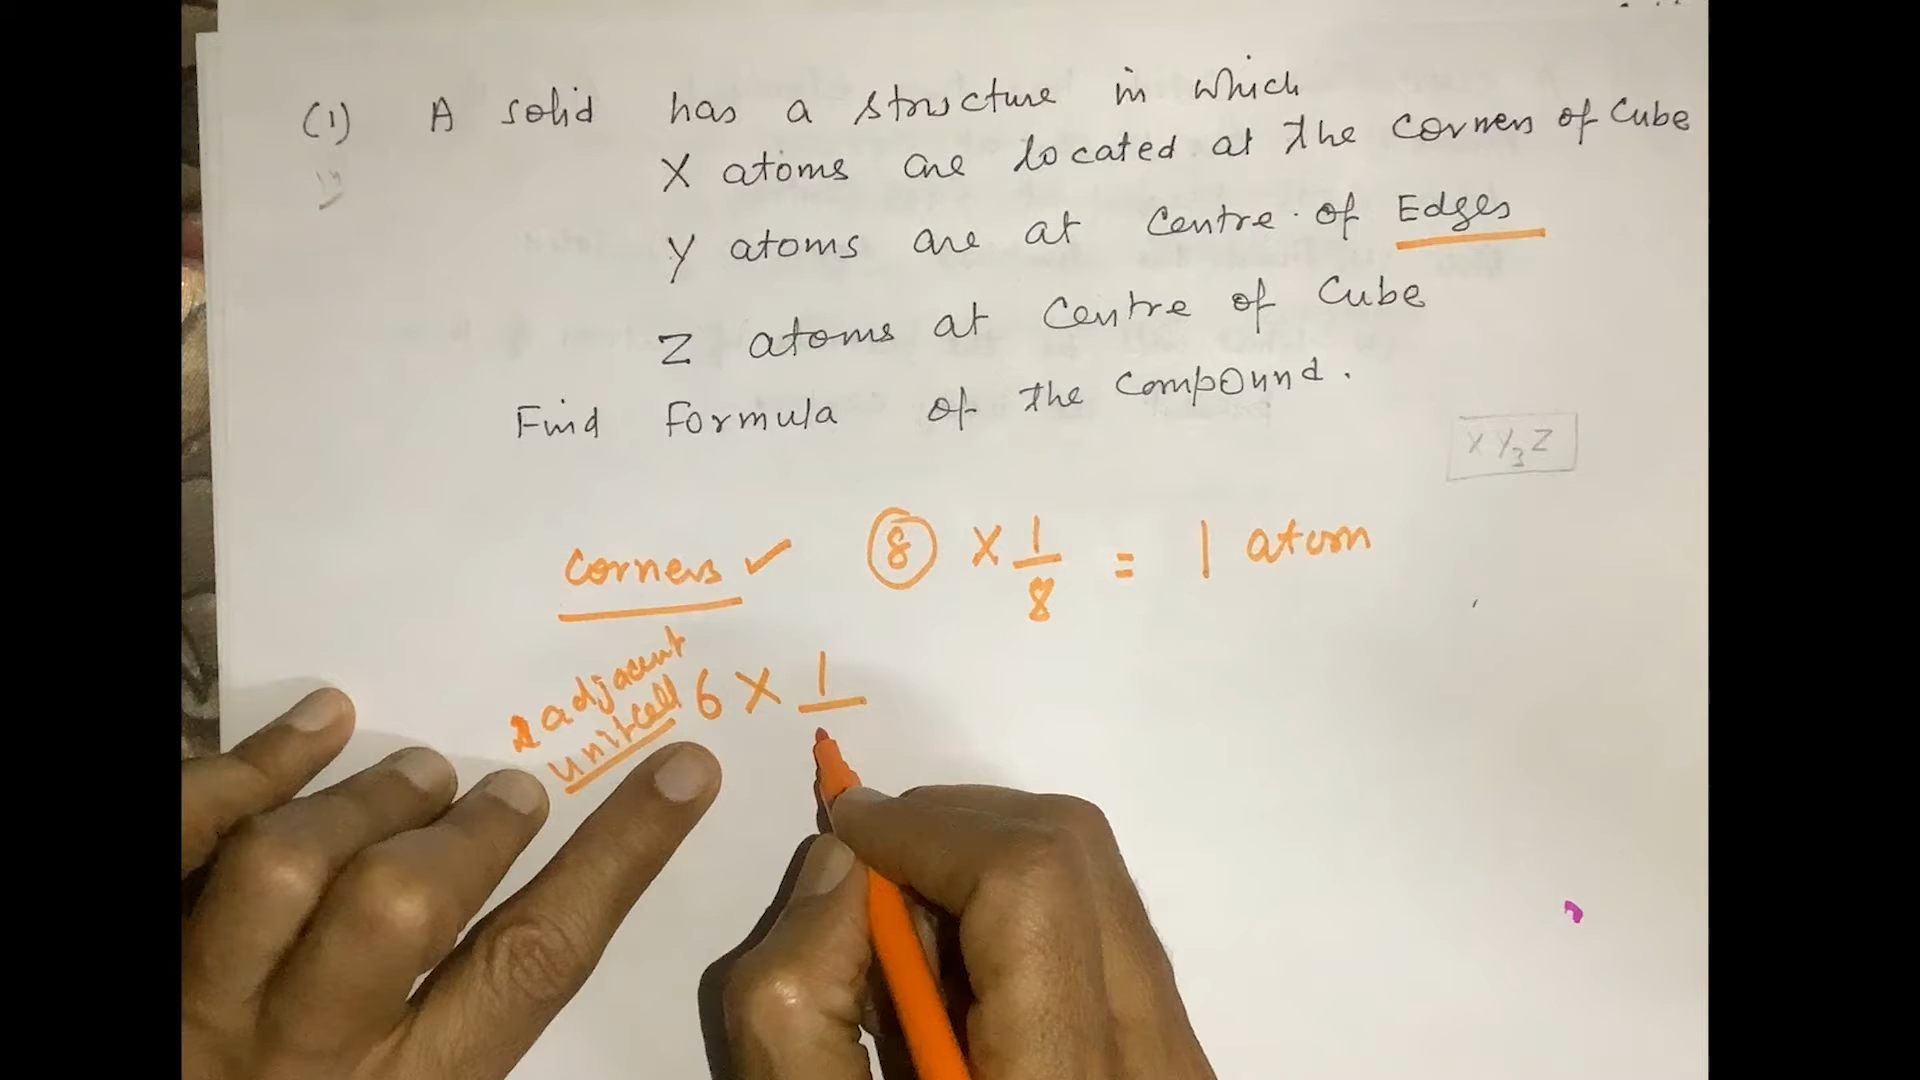 (1) A solid has a structure in which
X atoms are located at the corners of Cube
Y atoms are at Centre of Edges
Z atoms at Centre of Cube
Find Formula of the Compound.
X Y3 Z
Corners ✓ 8 × 1/8 = 1 atom
2 adjacent
unitcell
6 × 1